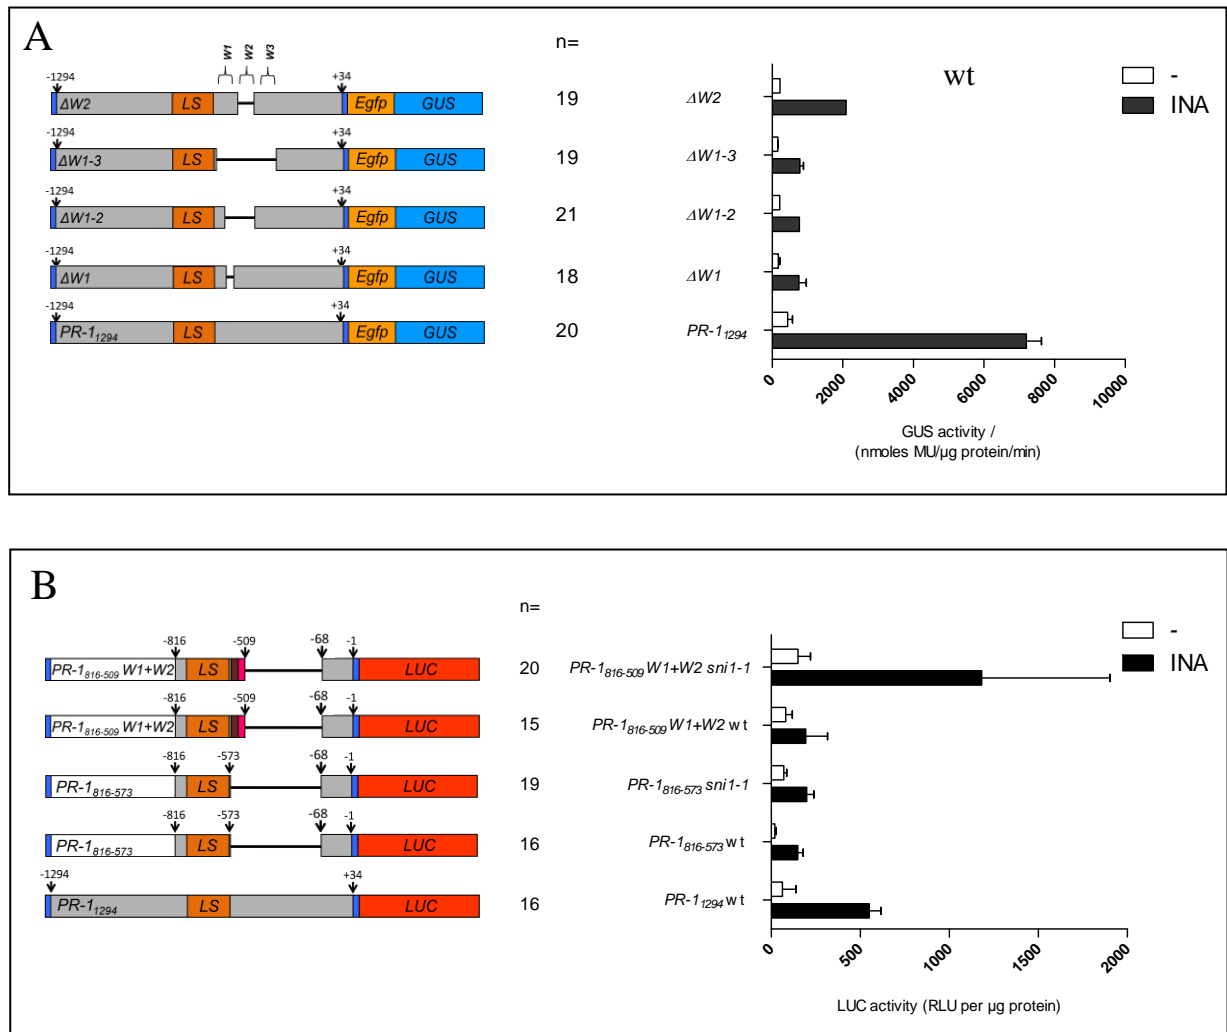 A
n=
W1 W2 W3
-1294 +34
ΔW2 LS Egfp GUS
19
-1294 +34
ΔW1-3 LS Egfp GUS
19
-1294 +34
ΔW1-2 LS Egfp GUS
21
-1294 +34
ΔW1 LS Egfp GUS
18
-1294 +34
PR-1₁₂₉₄ LS Egfp GUS
20
wt
-
INA
ΔW2
ΔW1-3
ΔW1-2
ΔW1
PR-1₁₂₉₄
0 2000 4000 6000 8000 10000
GUS activity /
(nmoles MU/µg protein/min)
B
n=
-816 -509 -68 -1
PR-1₈₁₆₋₅₀₉ W1+W2 LS LUC
20
-816 -509 -68 -1
PR-1₈₁₆₋₅₀₉ W1+W2 LS LUC
15
-816 -573 -68 -1
PR-1₈₁₆₋₅₇₃ LS LUC
19
-816 -573 -68 -1
PR-1₈₁₆₋₅₇₃ LS LUC
16
-1294 +34
PR-1₁₂₉₄ LS LUC
16
-
INA
PR-1₈₁₆₋₅₀₉ W1+W2 sni1-1
PR-1₈₁₆₋₅₀₉ W1+W2 wt
PR-1₈₁₆₋₅₇₃ sni1-1
PR-1₈₁₆₋₅₇₃ wt
PR-1₁₂₉₄ wt
0 500 1000 1500 2000
LUC activity (RLU per µg protein)